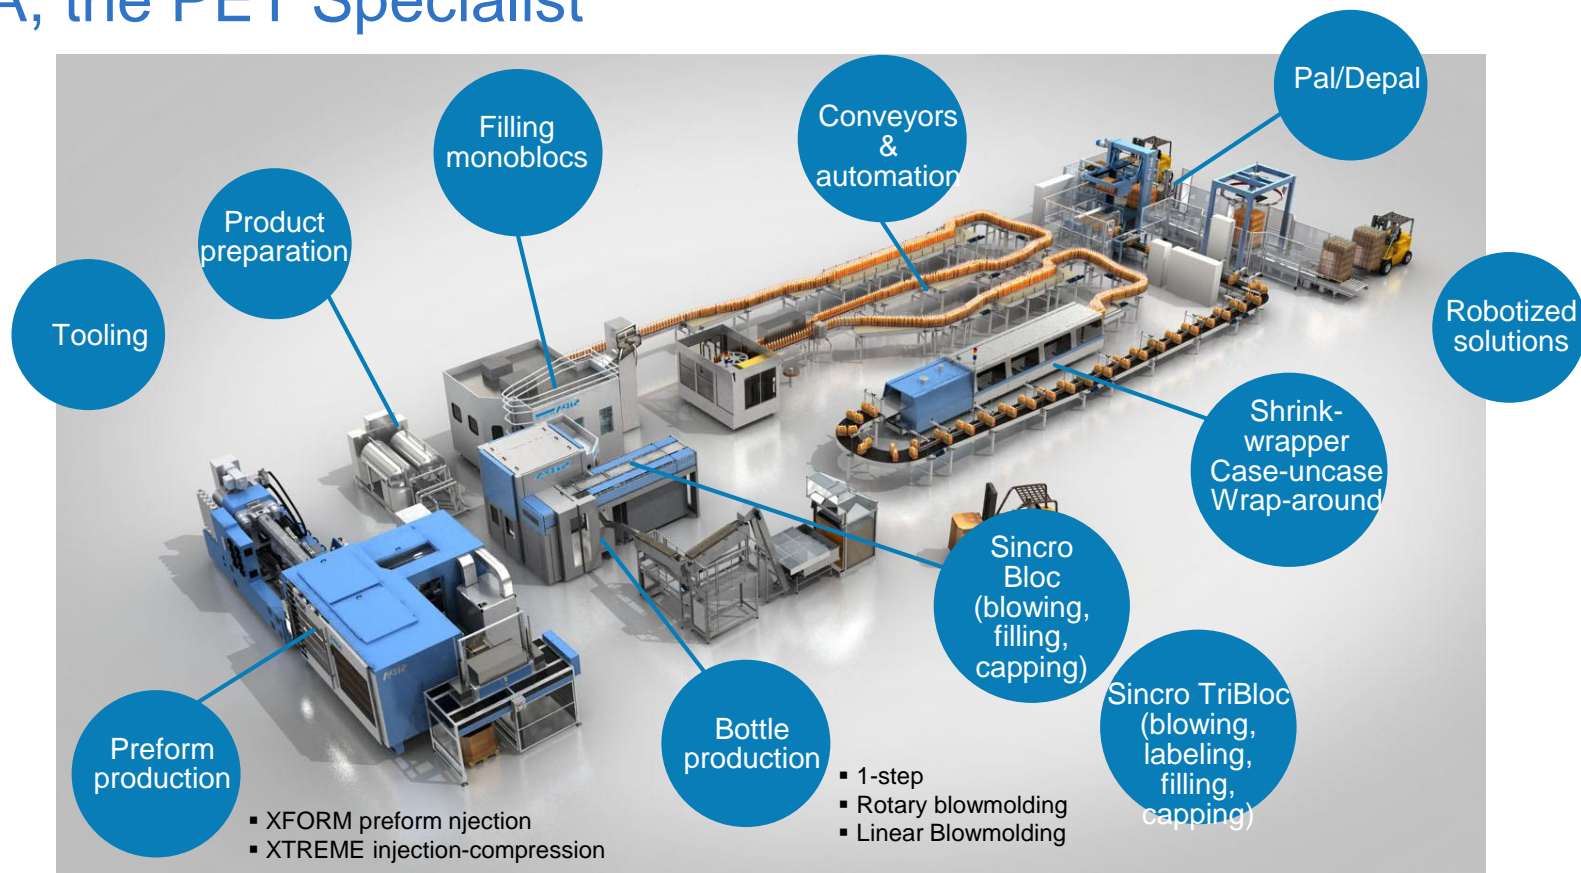 A, the PET Specialist
Pal/Depal
Filling
monoblocs
Conveyors
&
automation
Product
preparation
Tooling
Robotized
solutions
Shrink-
wrapper
Case-uncase
Wrap-around
Sincro
Bloc
(blowing,
filling,
capping)
Sincro TriBloc
(blowing,
labeling,
filling,
capping)
Bottle
production
▪ 1-step
▪ Rotary blowmolding
▪ Linear Blowmolding
Preform
production
▪ XFORM preform njection
▪ XTREME injection-compression